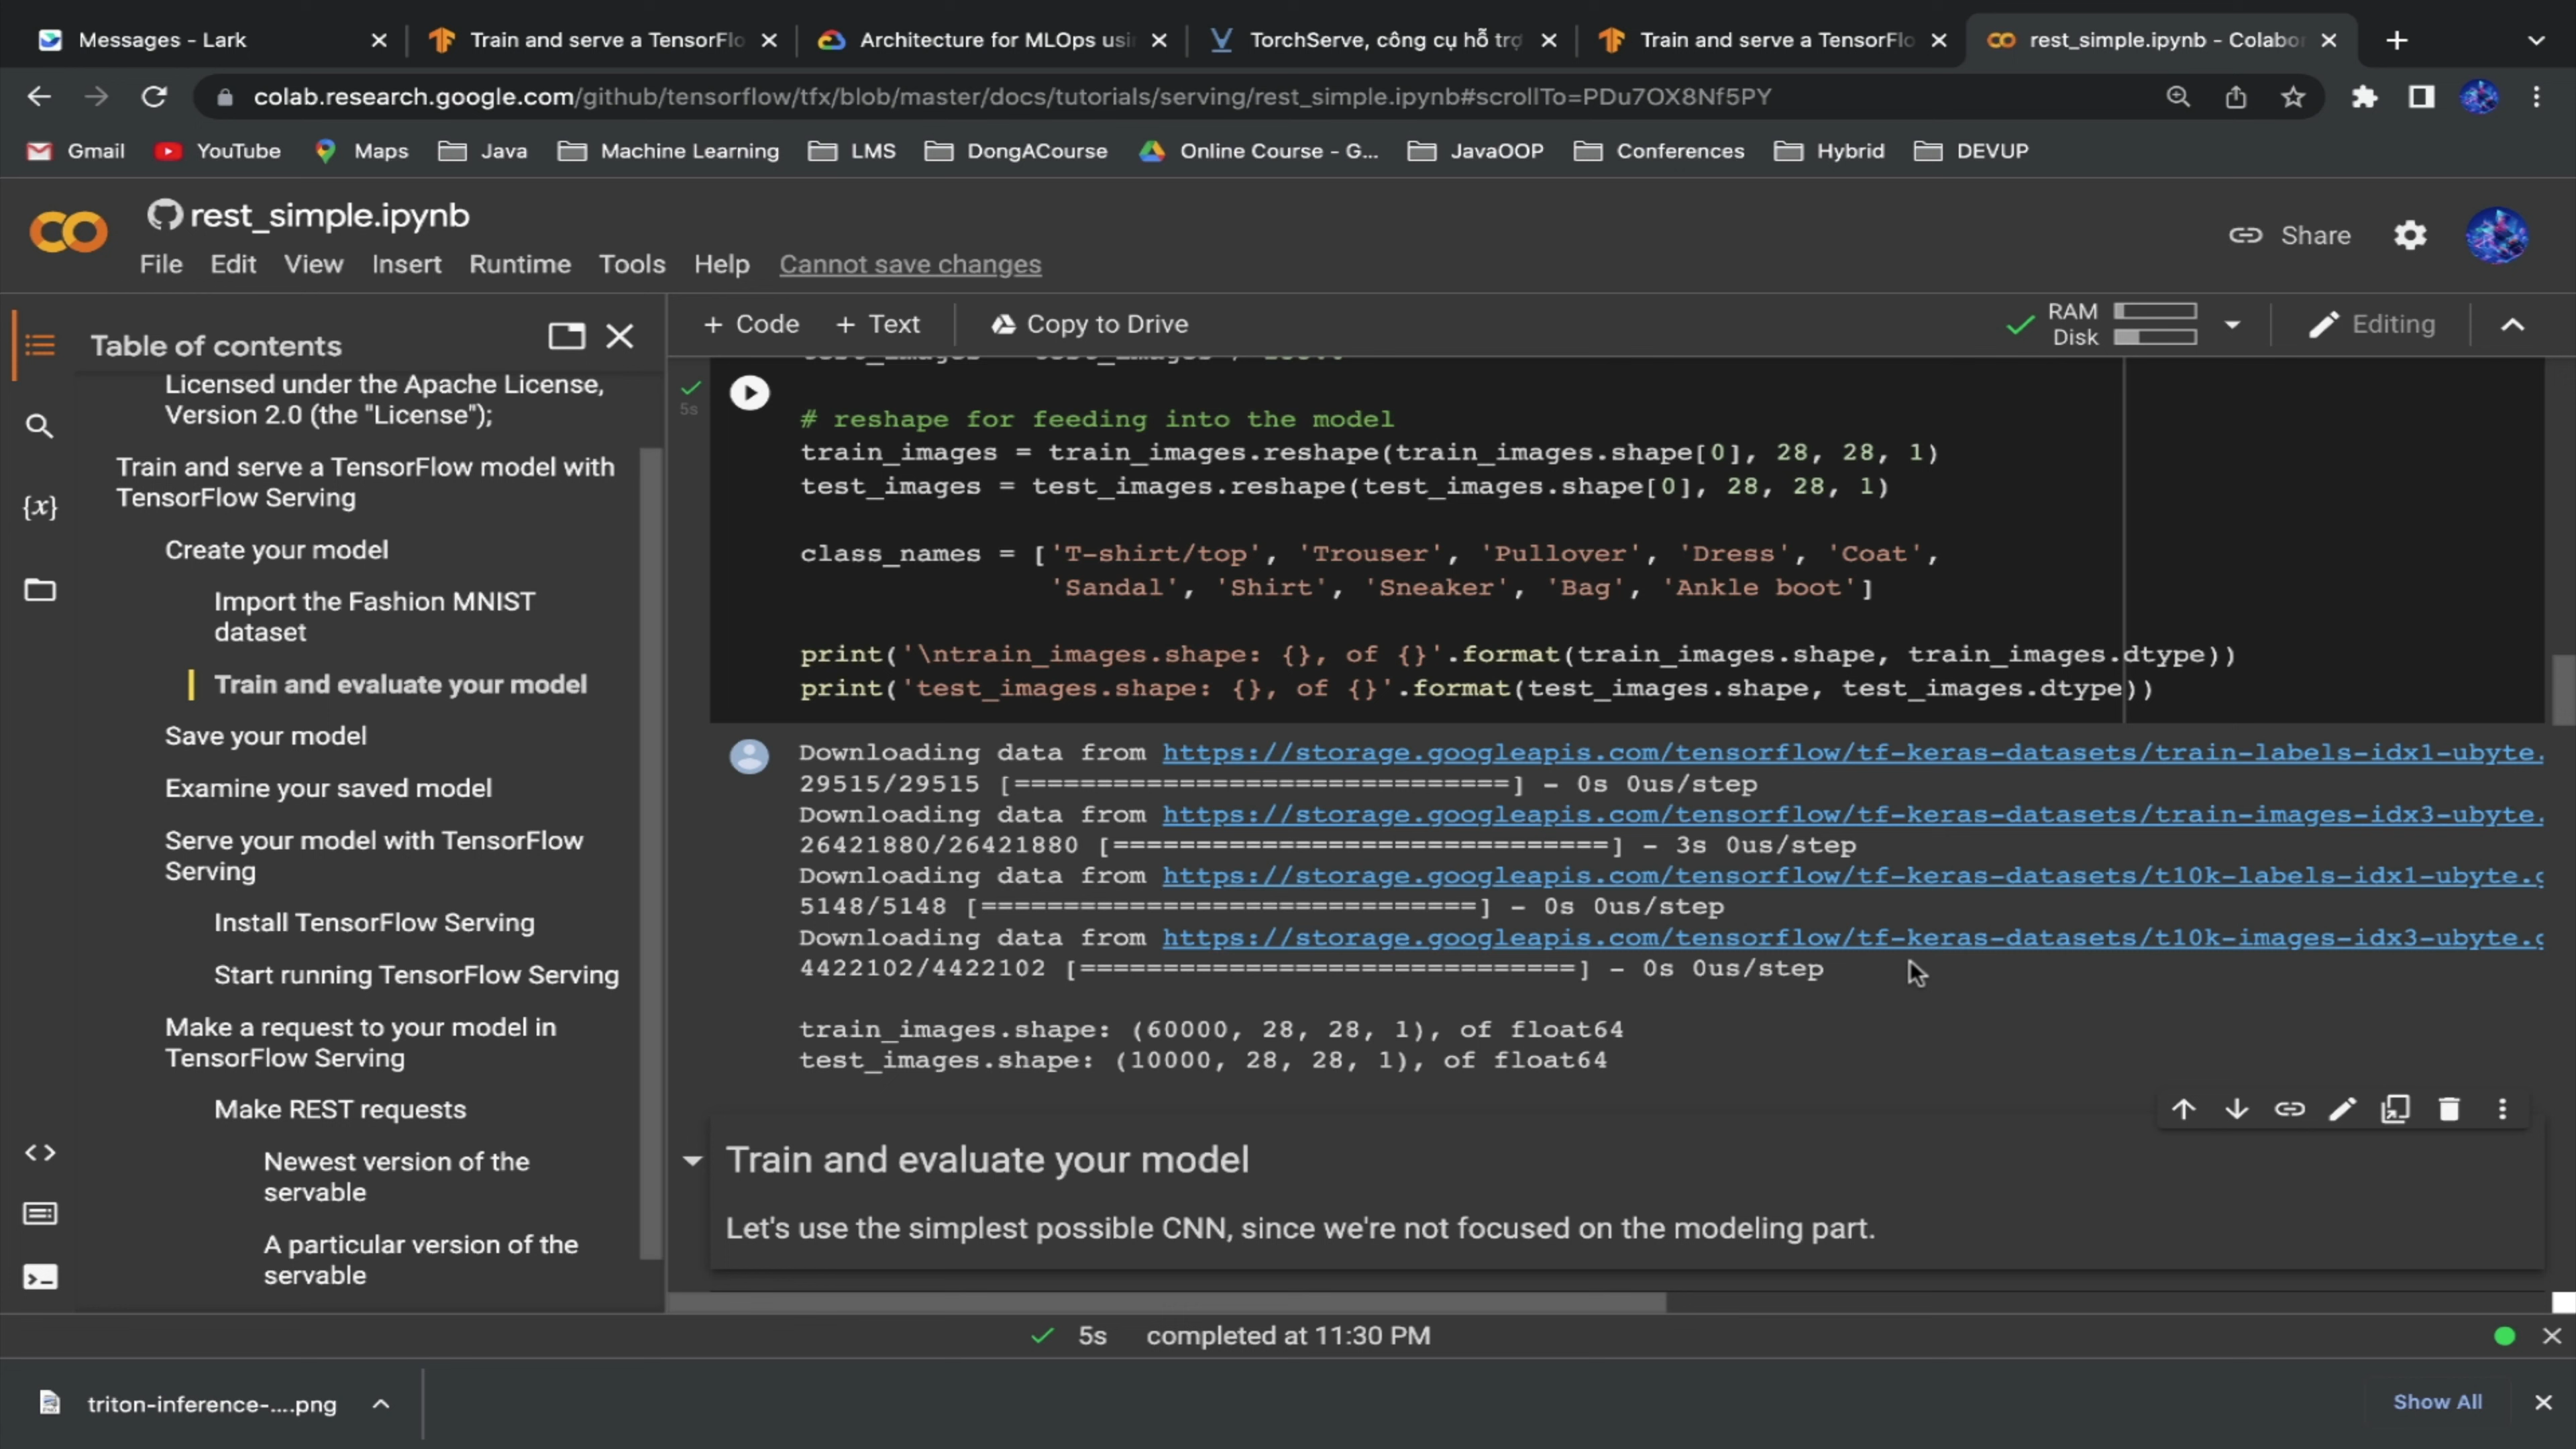 Messages - Lark
Train and serve a TensorFlo
Architecture for MLOps usi
TorchServe, công cụ hỗ trợ
Train and serve a TensorFlo
rest_simple.ipynb - Colabo
colab.research.google.com/github/tensorflow/tfx/blob/master/docs/tutorials/serving/rest_simple.ipynb#scrollTo=PDu7OX8Nf5PY
Gmail
YouTube
Maps
Java
Machine Learning
LMS
DongACourse
Online Course - G...
JavaOOP
Conferences
Hybrid
DEVUP
rest_simple.ipynb
File Edit View Insert Runtime Tools Help Cannot save changes
Share
Table of contents
Licensed under the Apache License,
Version 2.0 (the "License");
Train and serve a TensorFlow model with
TensorFlow Serving
Create your model
Import the Fashion MNIST
dataset
Train and evaluate your model
Save your model
Examine your saved model
Serve your model with TensorFlow
Serving
Install TensorFlow Serving
Start running TensorFlow Serving
Make a request to your model in
TensorFlow Serving
Make REST requests
Newest version of the
servable
A particular version of the
servable
{x}
+ Code + Text Copy to Drive
RAM
Disk
Editing
5s
# reshape for feeding into the model
train_images = train_images.reshape(train_images.shape[0], 28, 28, 1)
test_images = test_images.reshape(test_images.shape[0], 28, 28, 1)
class_names = ['T-shirt/top', 'Trouser', 'Pullover', 'Dress', 'Coat',
'Sandal', 'Shirt', 'Sneaker', 'Bag', 'Ankle boot']
print('\ntrain_images.shape: {}, of {}'.format(train_images.shape, train_images.dtype))
print('test_images.shape: {}, of {}'.format(test_images.shape, test_images.dtype))
Downloading data from https://storage.googleapis.com/tensorflow/tf-keras-datasets/train-labels-idx1-ubyte.
29515/29515 [==============================] - 0s 0us/step
Downloading data from https://storage.googleapis.com/tensorflow/tf-keras-datasets/train-images-idx3-ubyte.
26421880/26421880 [==============================] - 3s 0us/step
Downloading data from https://storage.googleapis.com/tensorflow/tf-keras-datasets/t10k-labels-idx1-ubyte.g
5148/5148 [==============================] - 0s 0us/step
Downloading data from https://storage.googleapis.com/tensorflow/tf-keras-datasets/t10k-images-idx3-ubyte.g
4422102/4422102 [==============================] - 0s 0us/step
train_images.shape: (60000, 28, 28, 1), of float64
test_images.shape: (10000, 28, 28, 1), of float64
Train and evaluate your model
Let's use the simplest possible CNN, since we're not focused on the modeling part.
5s completed at 11:30 PM
triton-inference-....png
Show All